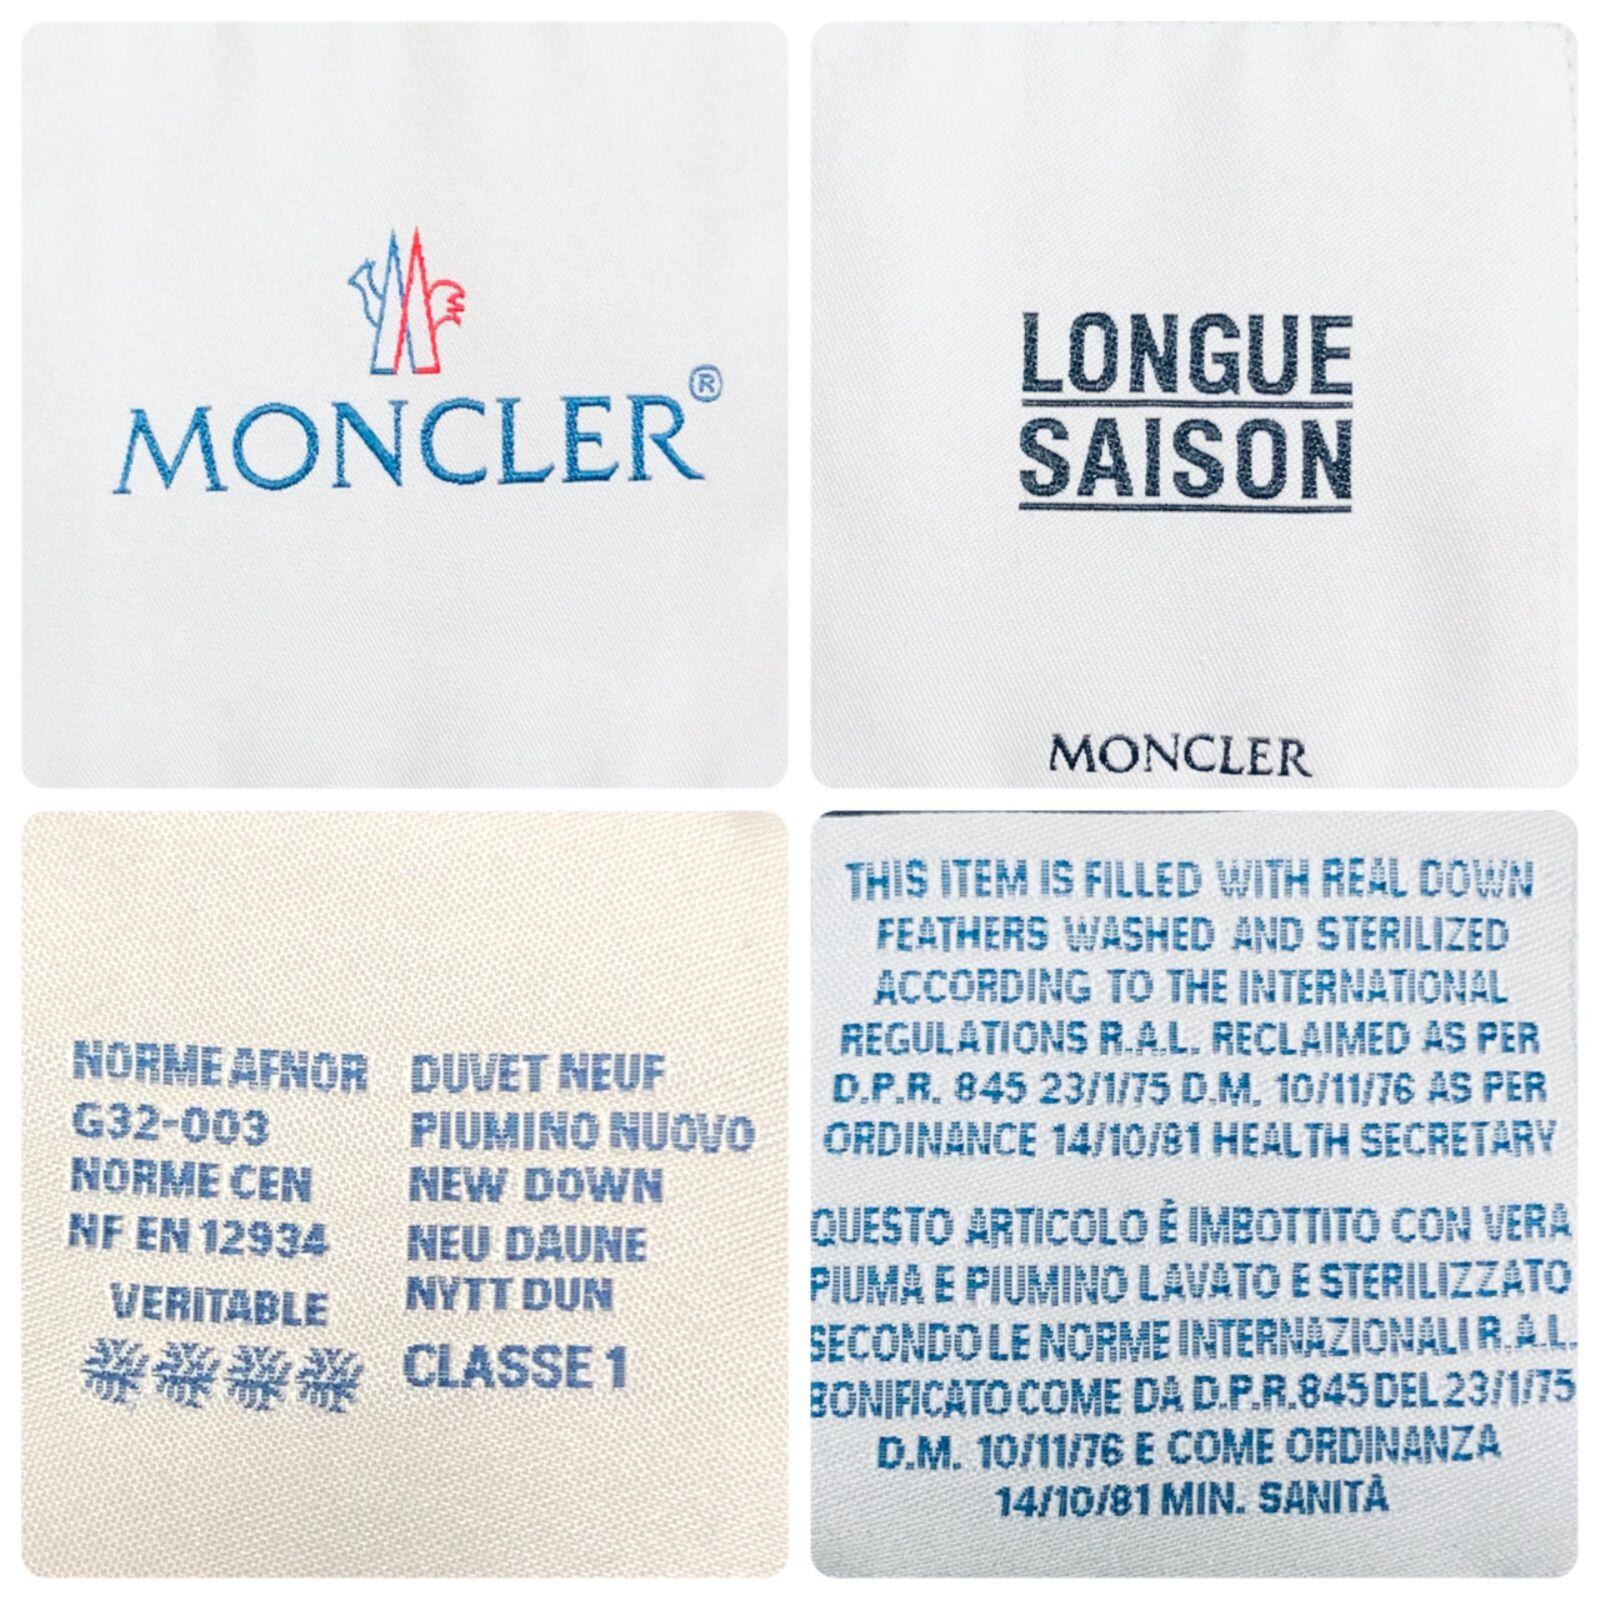 MONCLER®
LONGUE
SAISON
MONCLER
NORME AFNOR
G32-003
NORME CEN
NF EN 12934
VERITABLE
DUVET NEUF
PIUMINO NUOVO
NEW DOWN
NEU DAUNE
NYTT DUN
CLASSE 1
THIS ITEM IS FILLED WITH REAL DOWN
FEATHERS WASHED AND STERILIZED
ACCORDING TO THE INTERNATIONAL
REGULATIONS R.A.L. RECLAIMED AS PER
D.P.R. 845 23/1/75 D.M. 10/11/76 AS PER
ORDINANCE 14/10/81 HEALTH SECRETARY
QUESTO ARTICOLO È IMBOTTITO CON VERA
PIUMA E PIUMINO LAVATO E STERILIZZATO
SECONDO LE NORME INTERNAZIONALI R.A.L.
BONIFICATO COME DA D.P.R. 845 DEL 23/1/75
D.M. 10/11/76 E COME ORDINANZA
14/10/81 MIN. SANITÀ